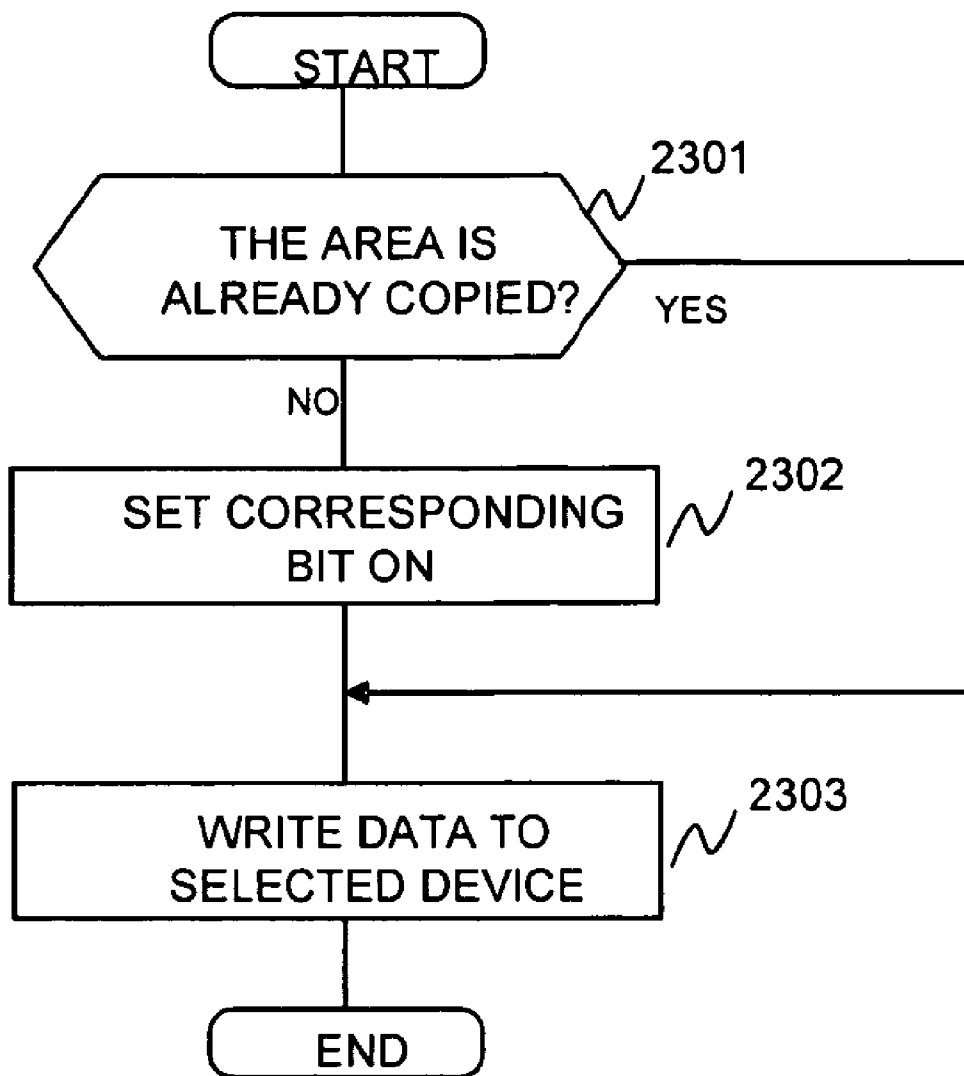 START
2301
THE AREA IS
ALREADY COPIED?
YES
NO
2302
SET CORRESPONDING
BIT ON
2303
WRITE DATA TO
SELECTED DEVICE
END